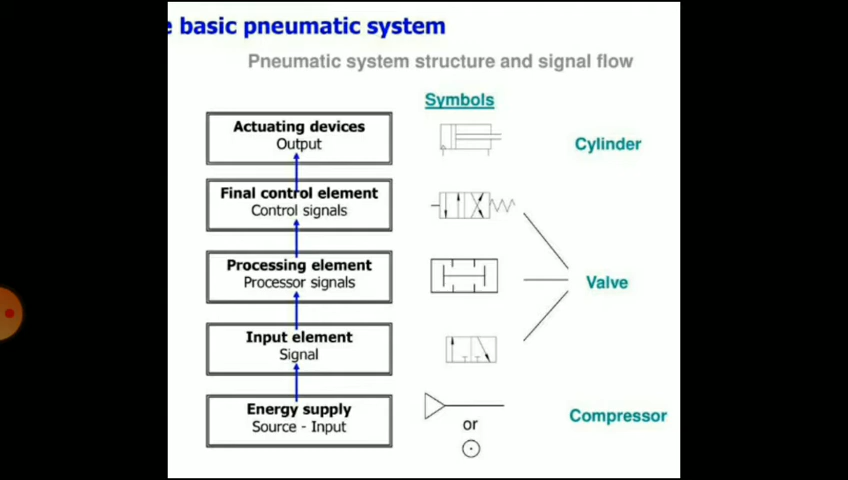 e basic pneumatic system
Pneumatic system structure and signal flow
Symbols
Actuating devices
Output
Cylinder
Final control element
Control signals
Processing element
Processor signals
Valve
Input element
Signal
Energy supply
Source - Input
or
Compressor